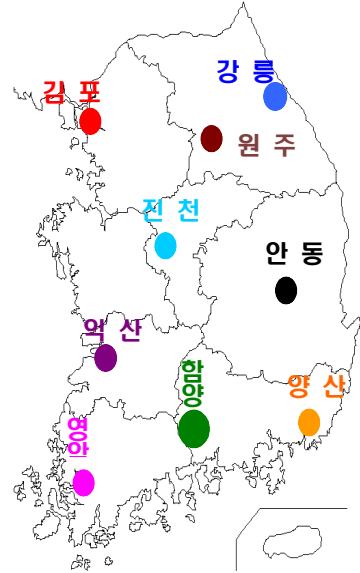 강 릉
김 포
원 주
진 천
안 동
익 산
함
양
양 산
영
암